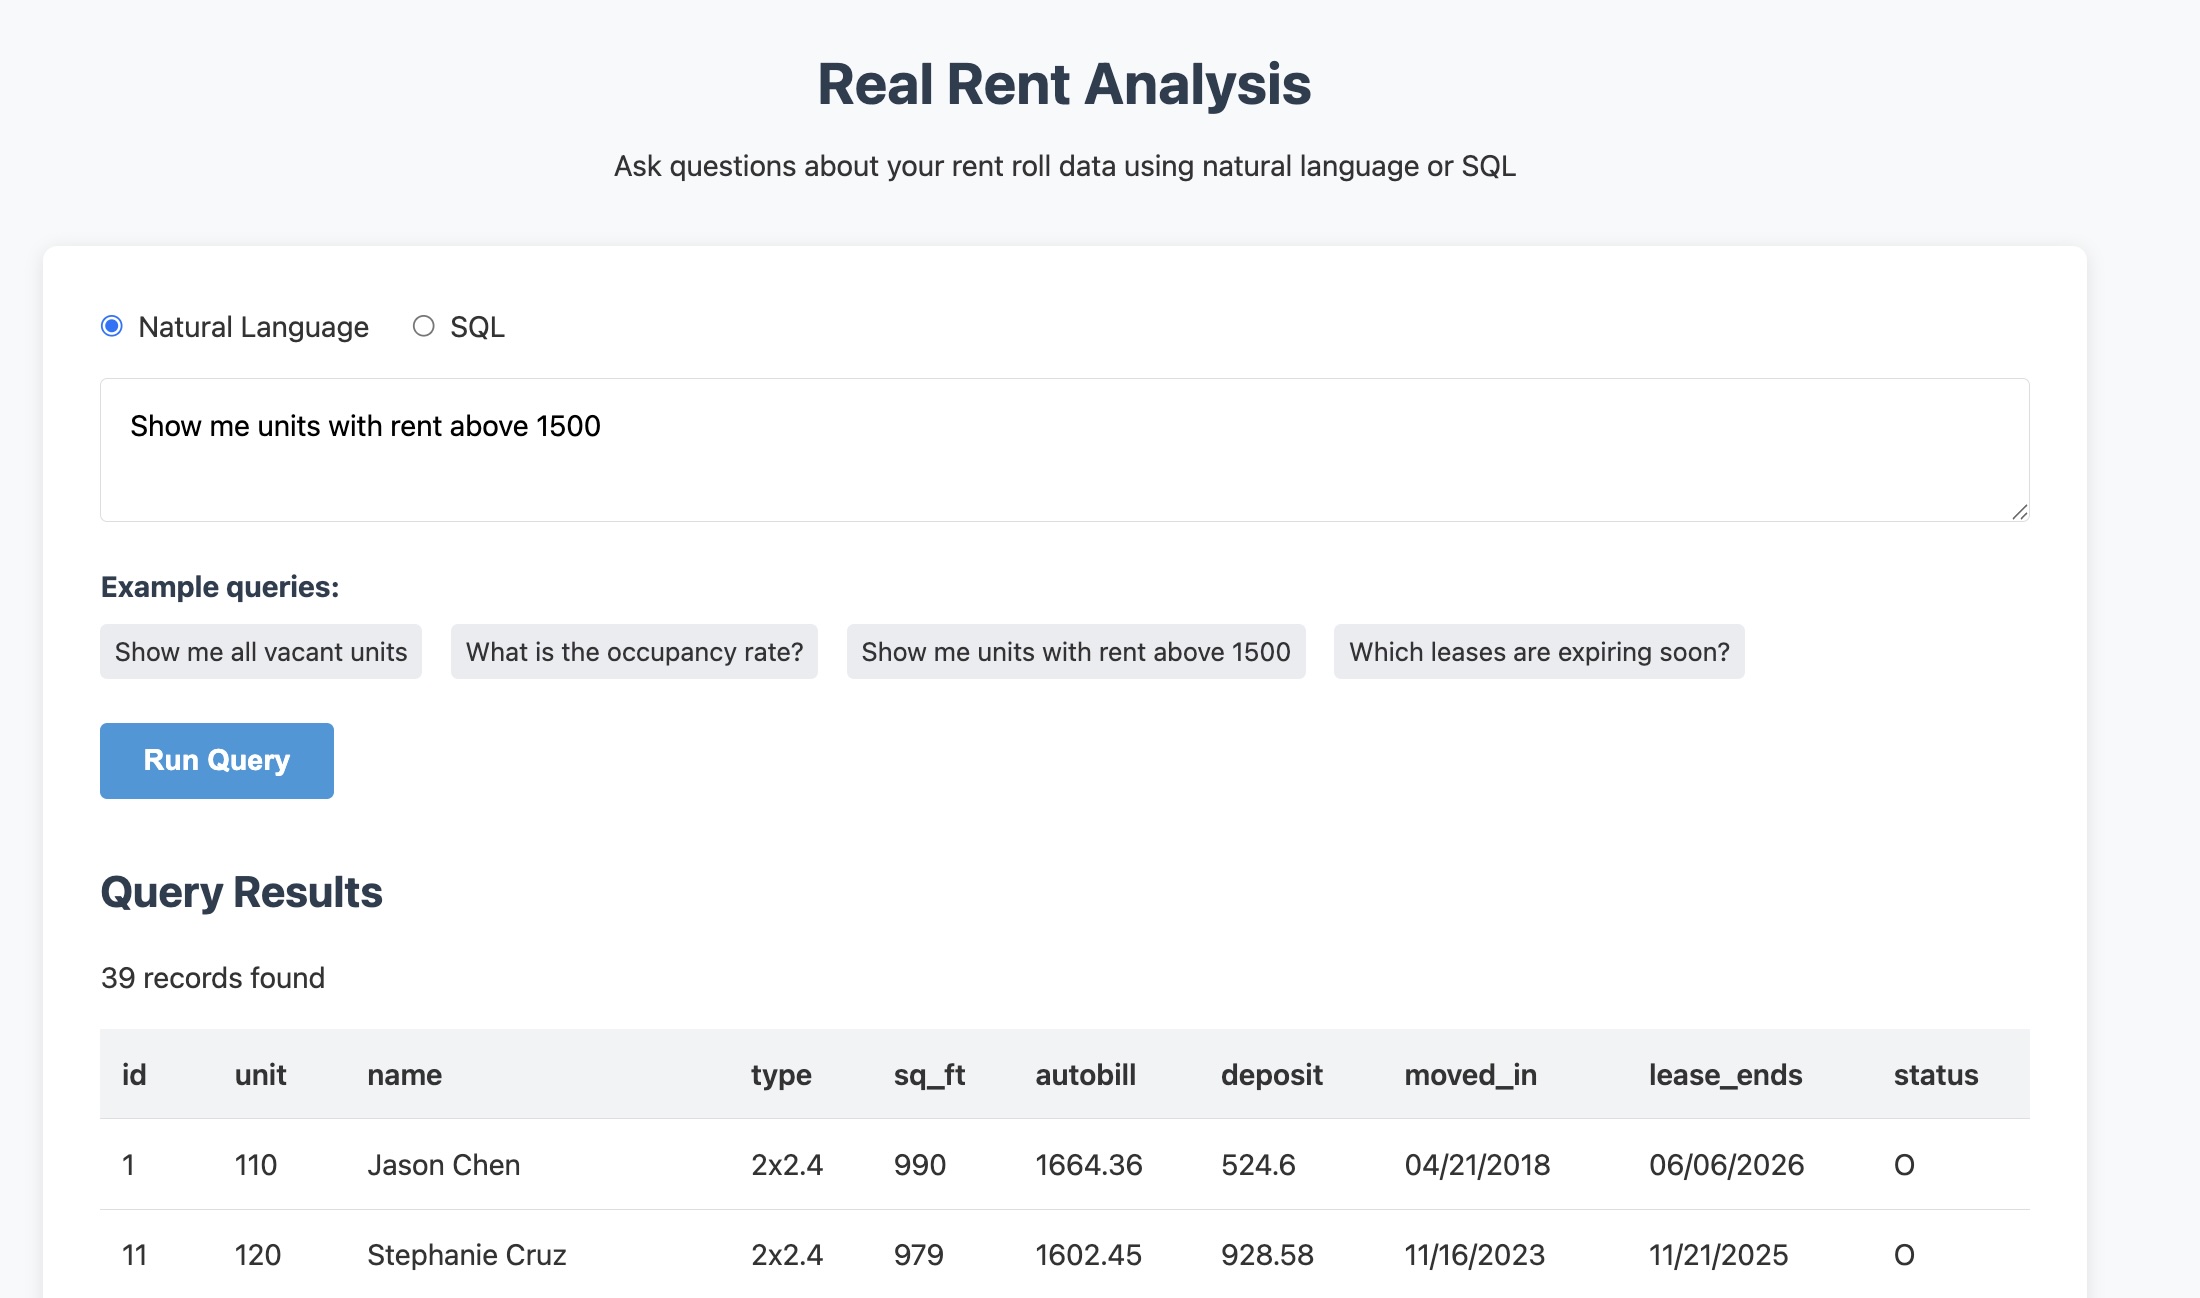 Real Rent Analysis
Ask questions about your rent roll data using natural language or SQL
Natural Language SQL
Show me units with rent above 1500
Example queries:
Show me all vacant units What is the occupancy rate? Show me units with rent above 1500 Which leases are expiring soon?
Run Query
Query Results
39 records found
id unit name type sq_ft autobill deposit moved_in lease_ends status
1 110 Jason Chen 2x2.4 990 1664.36 524.6 04/21/2018 06/06/2026 O
11 120 Stephanie Cruz 2x2.4 979 1602.45 928.58 11/16/2023 11/21/2025 O